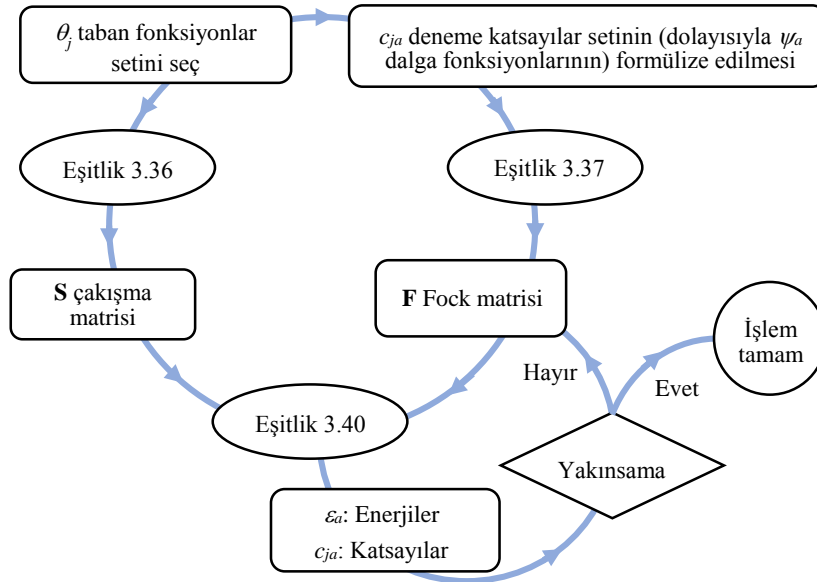 θj taban fonksiyonlar
setini seç
cja deneme katsayılar setinin (dolayısıyla ψa
dalga fonksiyonlarının) formülize edilmesi
Eşitlik 3.36
Eşitlik 3.37
S çakışma
matrisi
F Fock matrisi
İşlem
tamam
Hayır
Evet
Eşitlik 3.40
Yakınsama
εa: Enerjiler
cja: Katsayılar